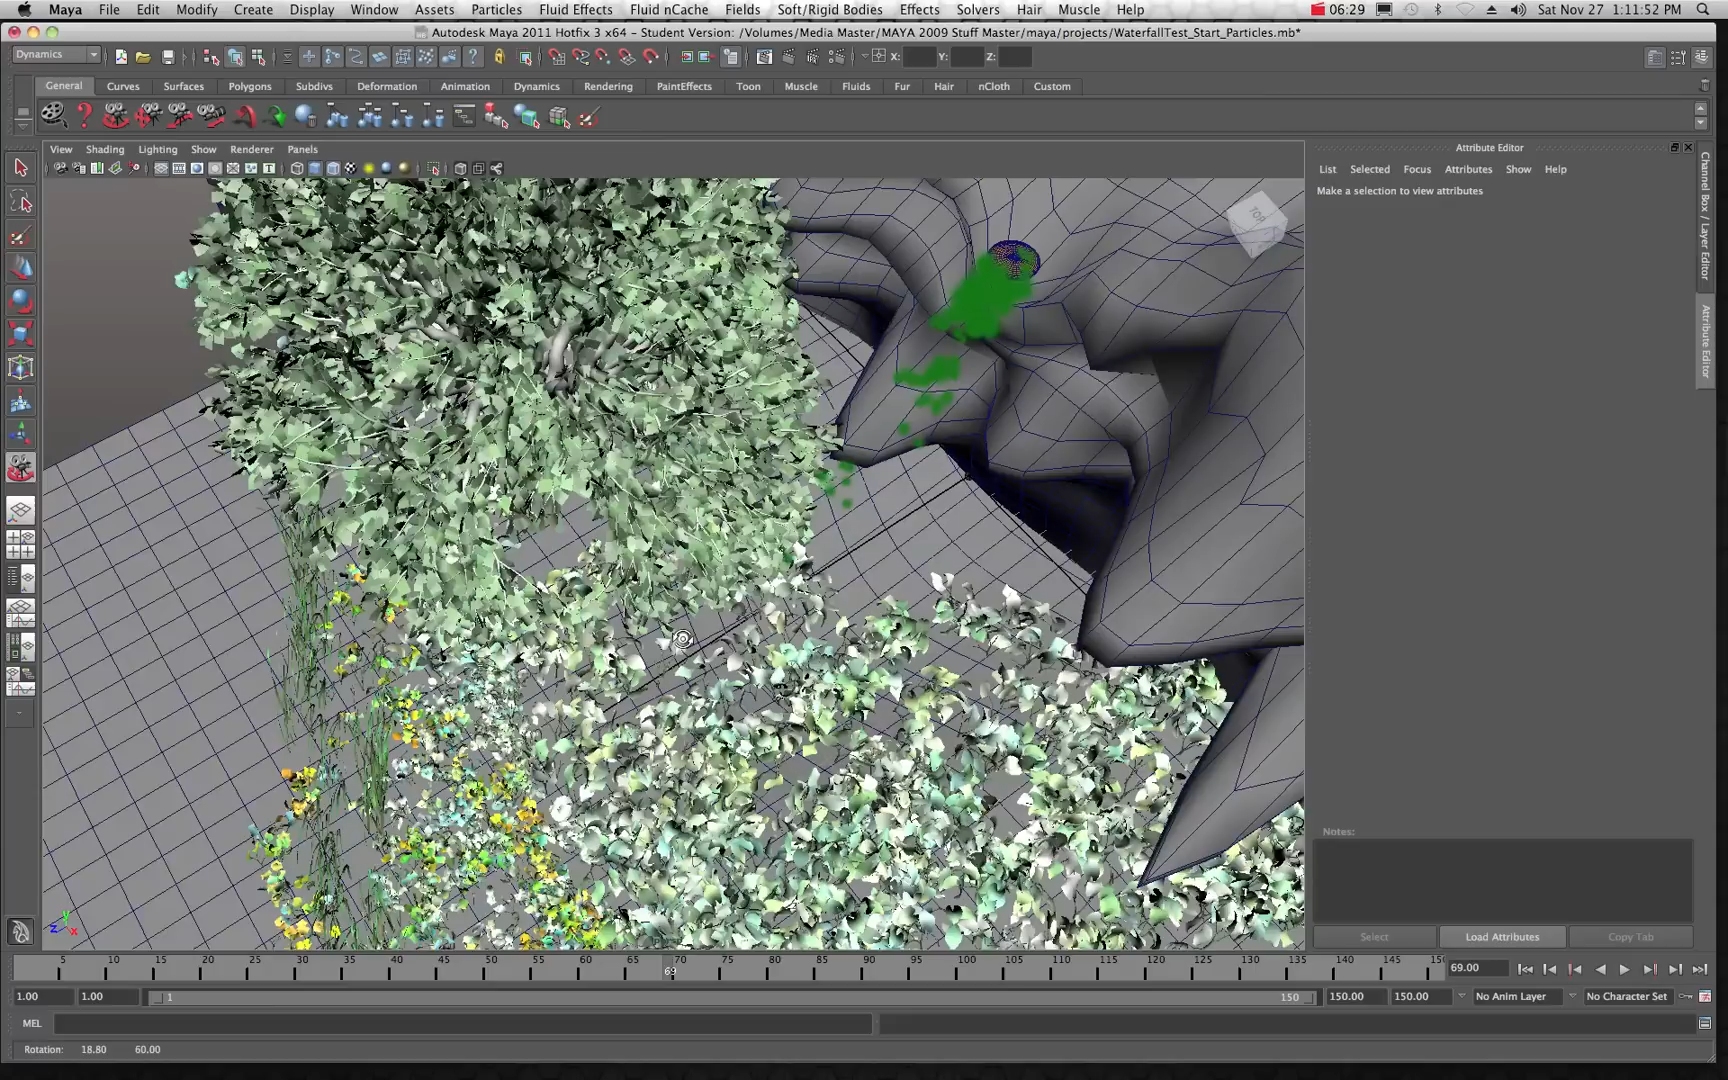 Maya File Edit Modify Create Display Window Assets Particles Fluid Effects Fluid nCache Fields Soft/Rigid Bodies Effects Solvers Hair Muscle Help 06:29 Sat Nov 27 1:11:52 PM
Autodesk Maya 2011 Hotfix 3 x64 - Student Version: /Volumes/Media Master/MAYA 2009 Stuff Master/maya/projects/WaterfallTest_Start_Particles.mb*
Dynamics X: Y: Z:
General Curves Surfaces Polygons Subdivs Deformation Animation Dynamics Rendering PaintEffects Toon Muscle Fluids Fur Hair nCloth Custom
View Shading Lighting Show Renderer Panels
Attribute Editor
List Selected Focus Attributes Show Help
Make a selection to view attributes
Channel Box / Layer Editor
Attribute Editor
TOP
Notes:
Select Load Attributes Copy Tab
y
z x
5 10 15 20 25 30 35 40 45 50 55 60 65 70 75 80 85 90 95 100 105 110 115 120 125 130 135 140 145 15
69
69.00
1.00 1.00 1 150 150.00 150.00 No Anim Layer No Character Set
MEL
Rotation: 18.80 60.00